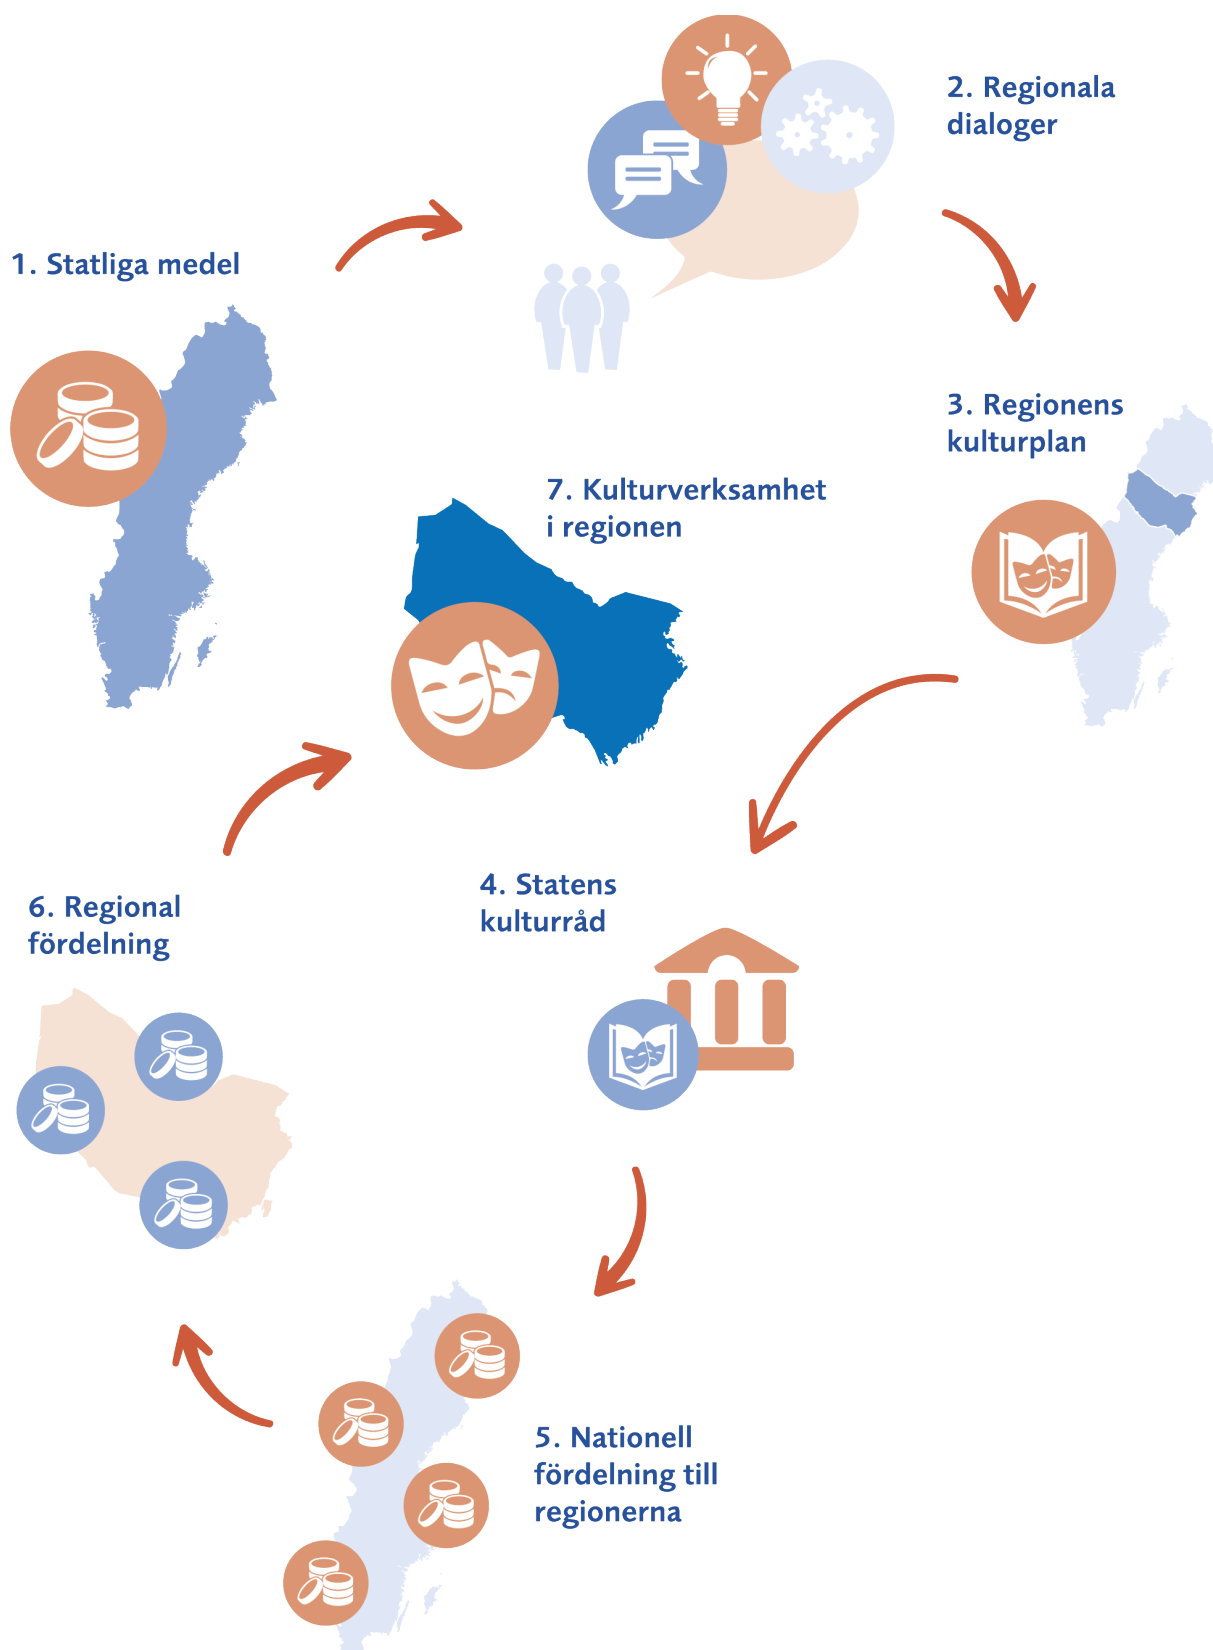 1. Statliga medel
2. Regionala
dialoger
3. Regionens
kulturplan
4. Statens
kulturråd
5. Nationell
fördelning till
regionerna
6. Regional
fördelning
7. Kulturverksamhet
i regionen